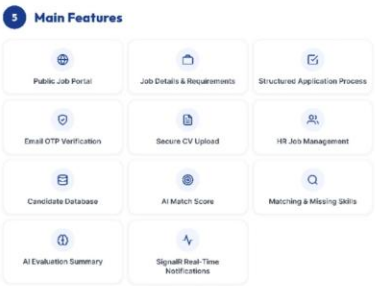 5 Main Features
Public Job Portal
Job Details & Requirements
Structured Application Process
Email OTP Verification
Secure CV Upload
HR Job Management
Candidate Database
AI Match Score
Matching & Missing Skills
AI Evaluation Summary
SignalR Real-Time
Notifications